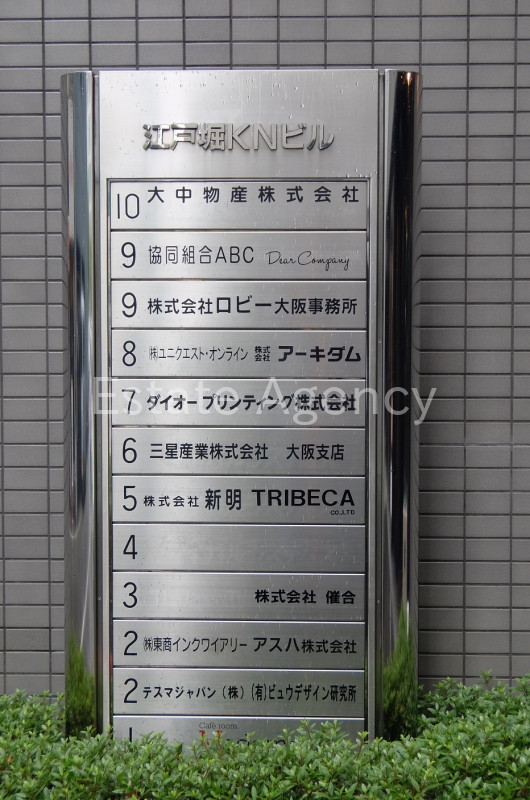 江戸堀KNビル
10 大中物産株式会社
9 協同組合ABC Dear Company
9 株式会社ロビー大阪事務所
8 ㈱ユニクエスト・オンライン 株式会社 アーキダム
7 ダイオープリンティング株式会社
Estate Agency
6 三星産業株式会社 大阪支店
5 株式会社 新明 TRIBECA CO.,LTD
4
3 株式会社 催合
2 ㈱東商インクワイアリー アスハ株式会社
2 テスマジャパン（株） (有)ビュウデザイン研究所
1 Café room